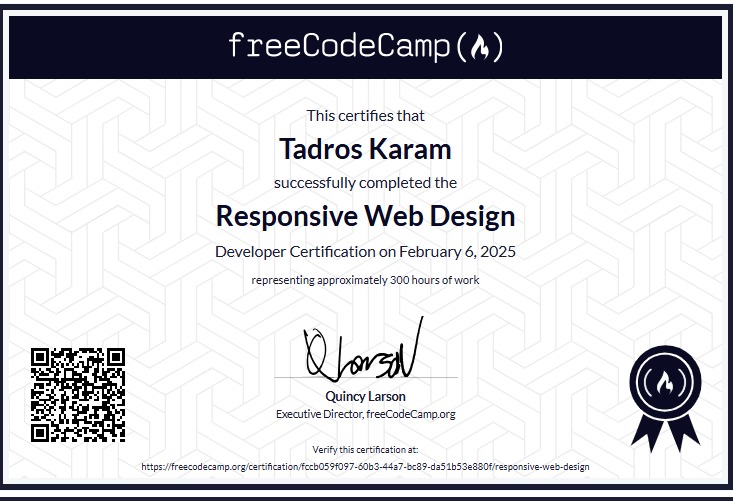 freeCodeCamp
This certifies that
Tadros Karam
successfully completed the
Responsive Web Design
Developer Certification on February 6, 2025
representing approximately 300 hours of work
Quincy Larson
Executive Director, freeCodeCamp.org
Verify this certification at:
https://freecodecamp.org/certification/fccb059f097-60b3-44a7-bc89-da51b53e880f/responsive-web-design